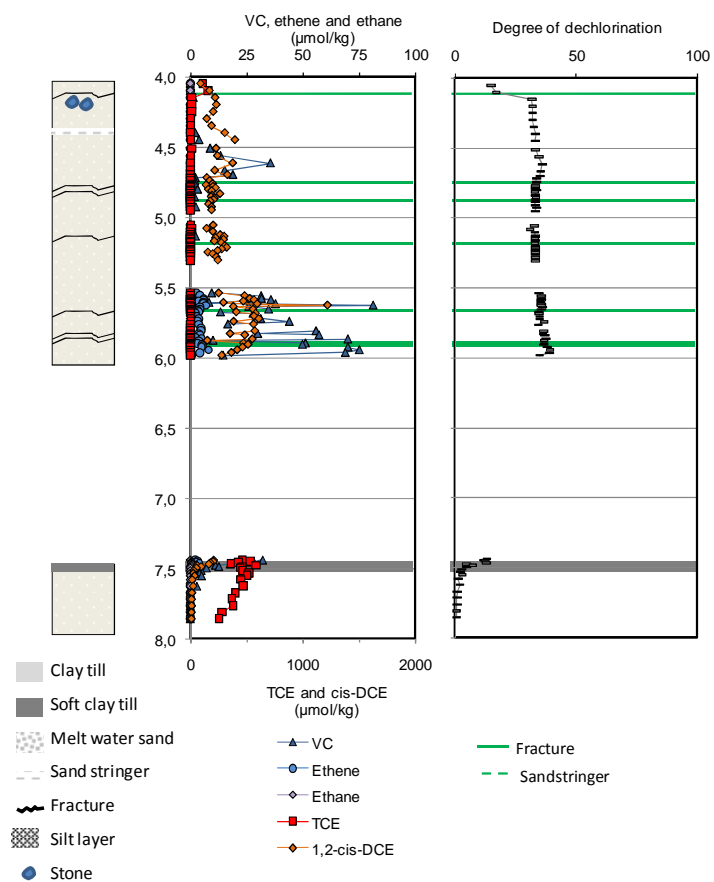 VC, ethene and ethane
(µmol/kg)
Degree of dechlorination
0 25 50 75 100
0 50 100
4,0
4,5
5,0
5,5
6,0
6,5
7,0
7,5
8,0
0 1000 2000
TCE and cis-DCE
(µmol/kg)
Clay till
Soft clay till
Melt water sand
Sand stringer
Fracture
Silt layer
Stone
VC
Ethene
Ethane
TCE
1,2-cis-DCE
Fracture
Sandstringer